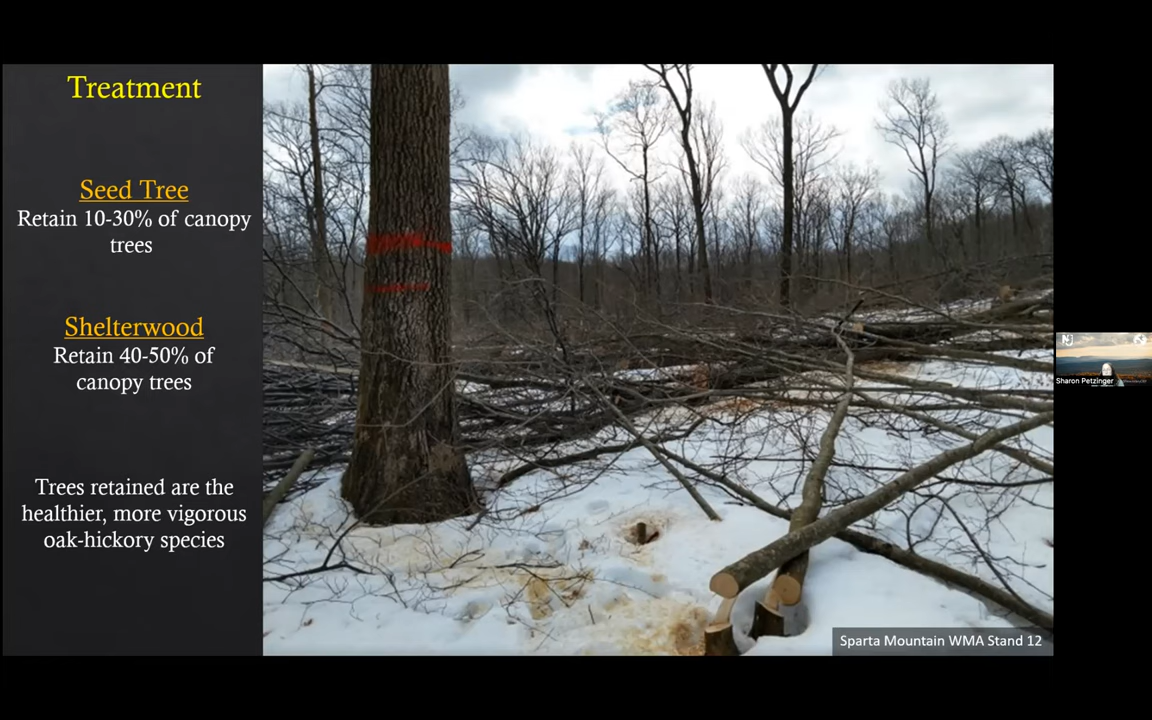 Treatment
Seed Tree
Retain 10-30% of canopy
trees
Shelterwood
Retain 40-50% of
canopy trees
Trees retained are the
healthier, more vigorous
oak-hickory species
Sparta Mountain WMA Stand 12
NJ
Sharon Petzinger